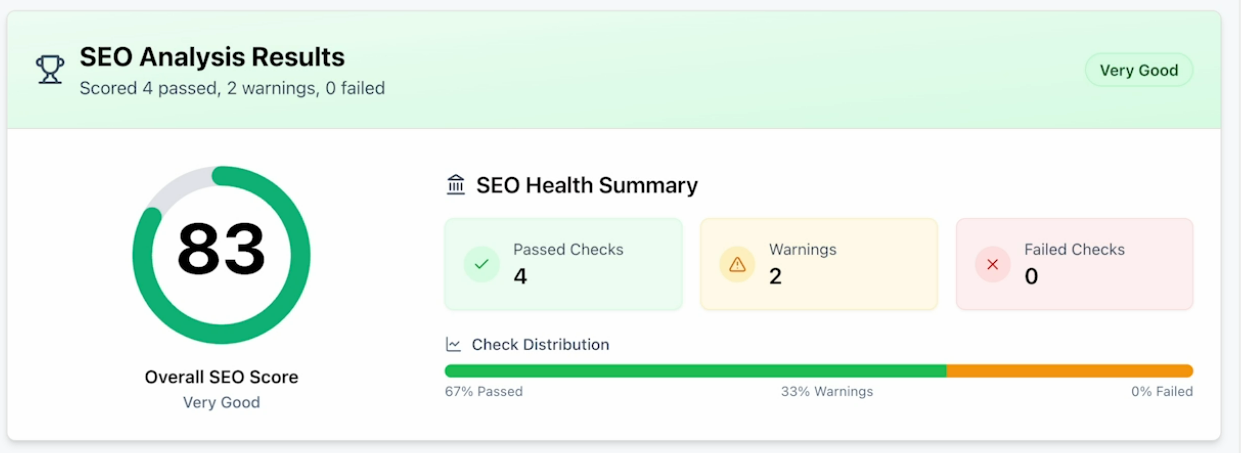 SEO Analysis Results
Scored 4 passed, 2 warnings, 0 failed
Very Good
83
Overall SEO Score
Very Good
SEO Health Summary
Passed Checks
4
Warnings
2
Failed Checks
0
Check Distribution
67% Passed
33% Warnings
0% Failed